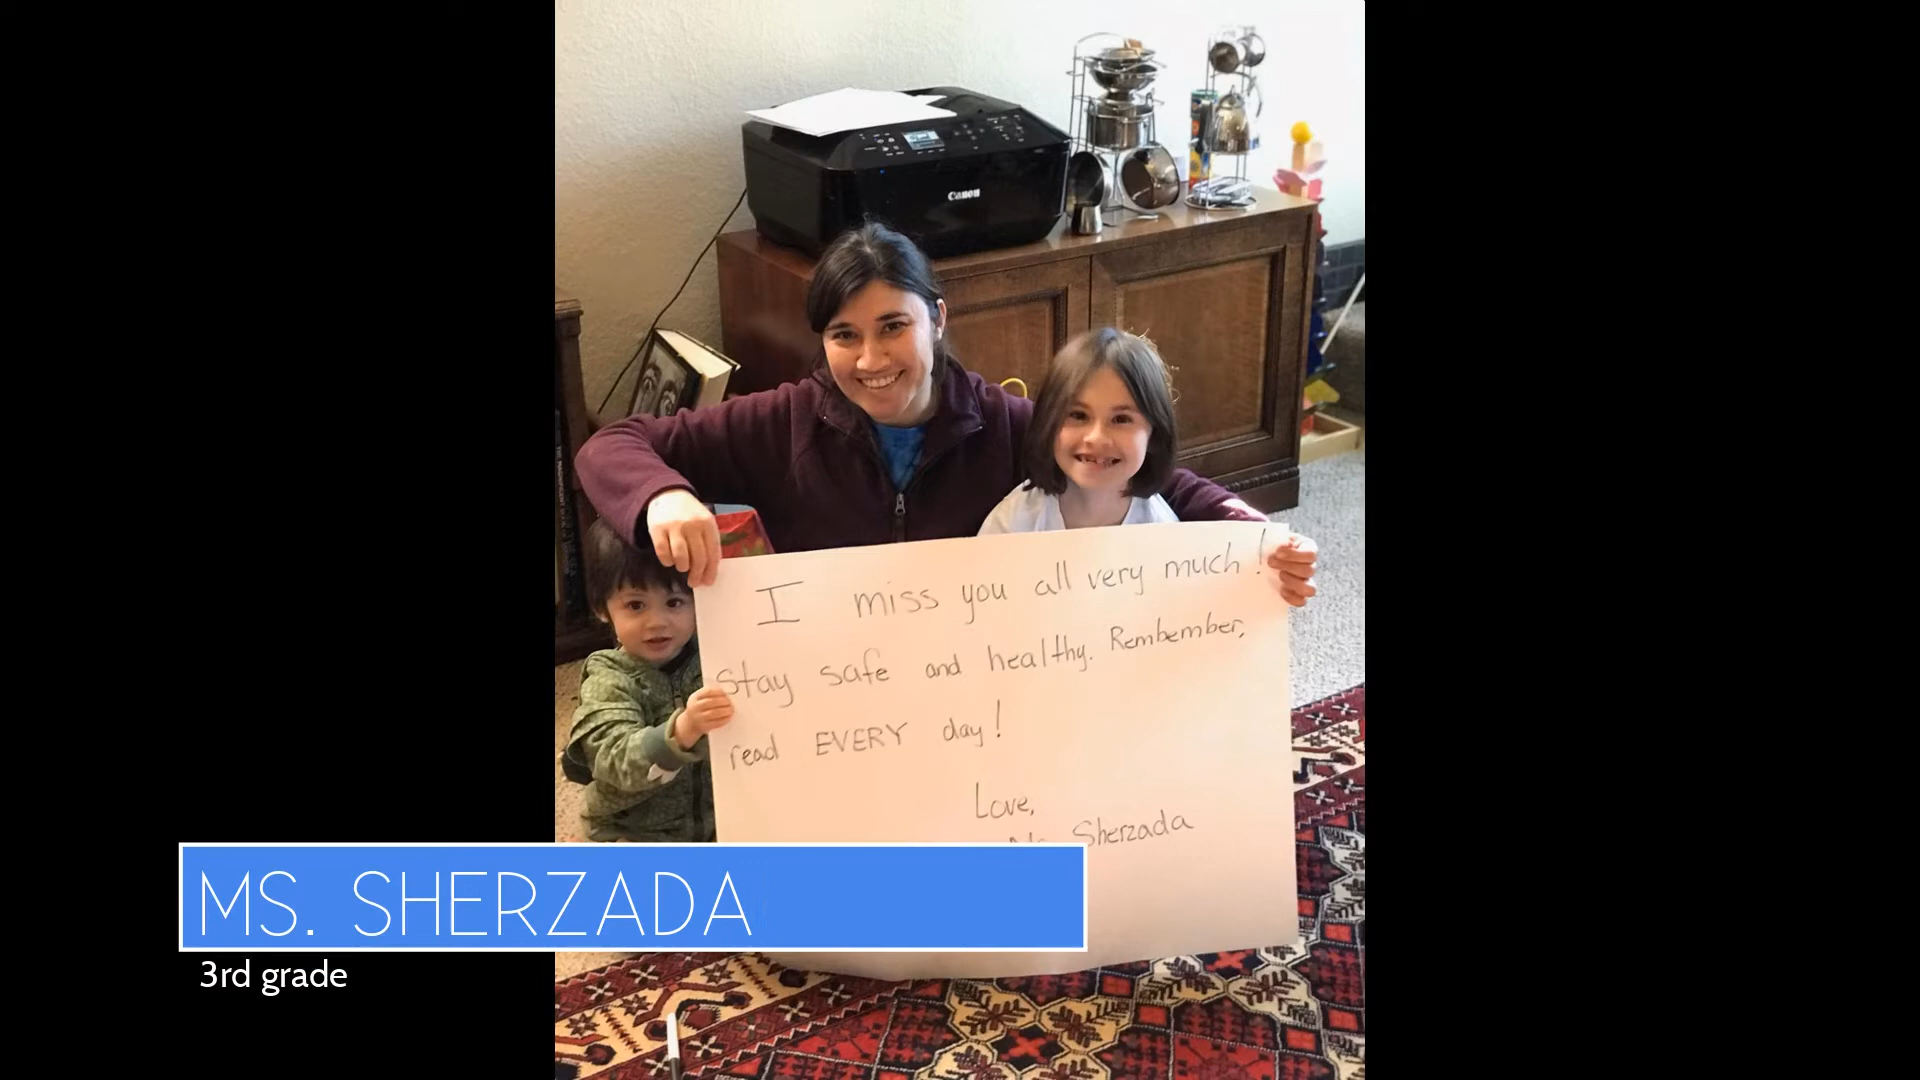 Canon
I miss you all very much!
Stay safe and healthy. Rembember,
read EVERY day!
Love,
Sherzada
MS. SHERZADA
3rd grade